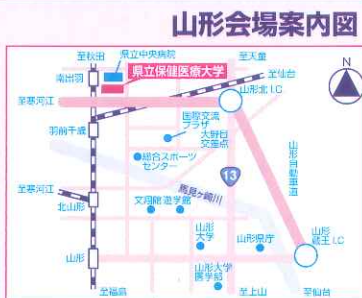 山形会場案内図
至秋田
県立中央病院
至天童
南出羽
県立保健医療大学
至仙台
N
至寒河江
山形北I.C
羽前千歳
国際交流
プラザ
大野目
交差点
総合スポーツ
センター
山形自動車道
13
馬見ヶ崎川
至寒河江
北山形
文翔館
遊学館
山形
大学
山形県庁
山形
蔵王I.C
山形
山形大学
医学部
至福島
至上山
至仙台